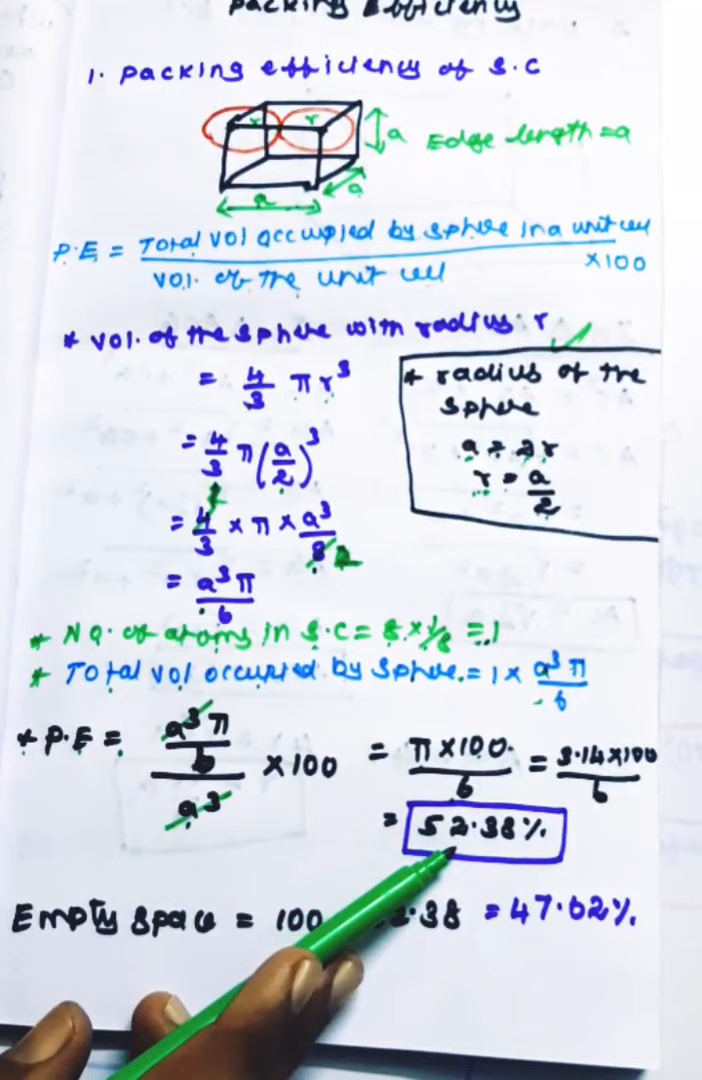 Packing Efficiency
1. Packing efficiency of S.C
r r
a Edge length = a
a
a
P.E = Total vol occupied by sphere in a unit cell
Vol. of the unit cell ×100
* Vol. of the sphere with radius r
= 4/3 π r³
* radius of the
sphere
= 4/3 π (a/2)³
a = 2r
r = a/2
= 4/3 × π × a³/8 2
= a³π/6
* No. of atoms in S.C = 8 × 1/8 = 1
* Total vol occupied by sphere = 1 × a³π/6
* P.E = a³π/6 / a³ ×100 = π×100/6 = 3.14×100/6
= 52.38%
Empty space = 100 .38 = 47.62%